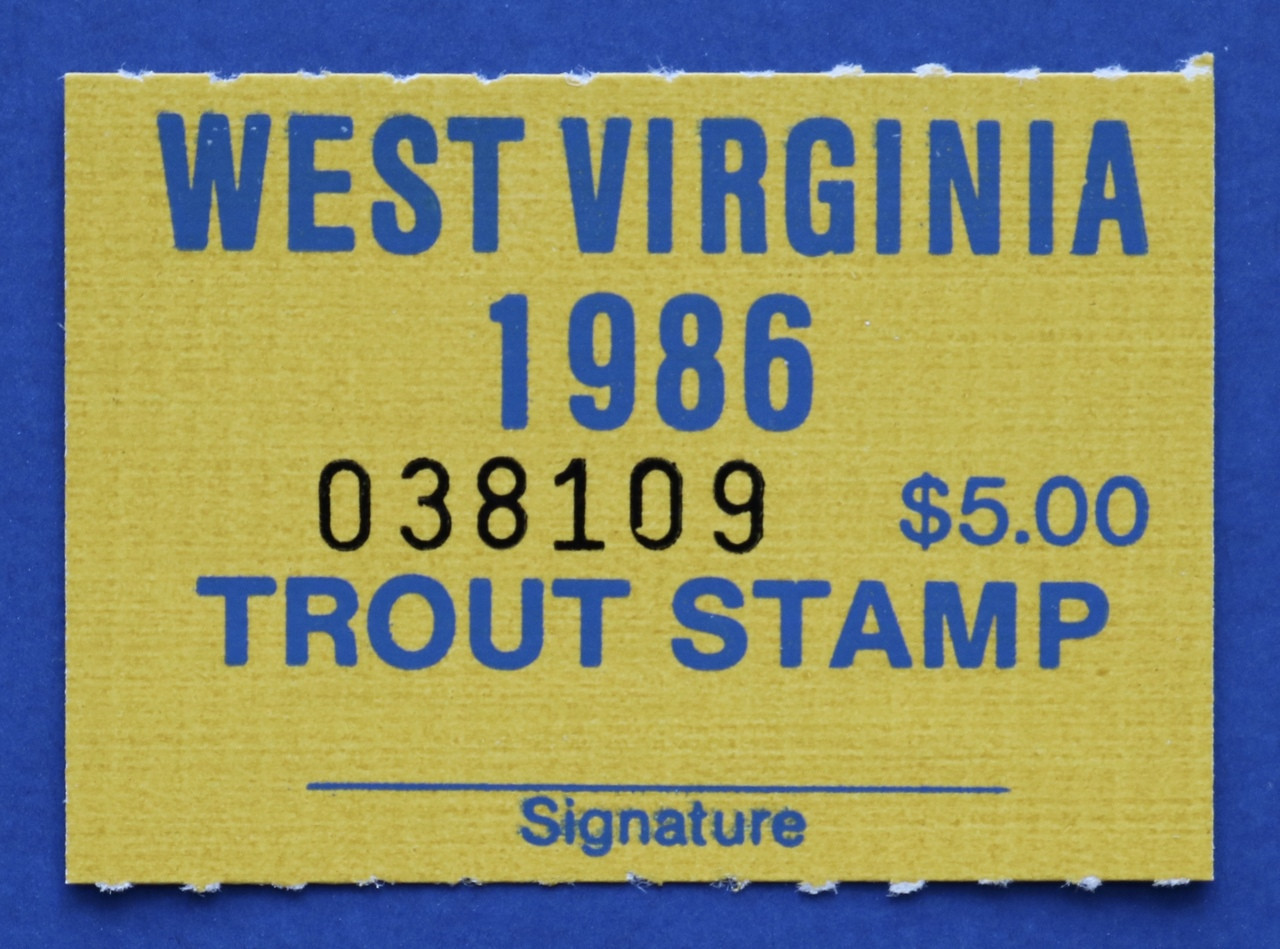 WEST VIRGINIA
1986
038109 $5.00
TROUT STAMP
Signature